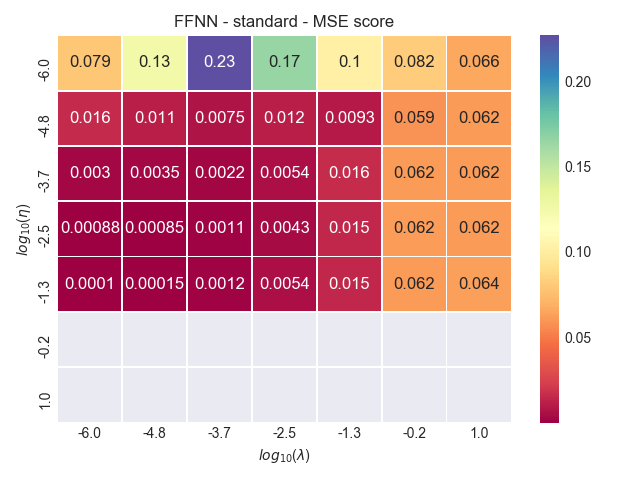 FFNN - standard - MSE score
-6.0 0.079 0.13 0.23 0.17 0.1 0.082 0.066
-4.8 0.016 0.011 0.0075 0.012 0.0093 0.059 0.062
-3.7 0.003 0.0035 0.0022 0.0054 0.016 0.062 0.062
-2.5 0.00088 0.00085 0.0011 0.0043 0.015 0.062 0.062
-1.3 0.0001 0.00015 0.0012 0.0054 0.015 0.062 0.064
-0.2
1.0
-6.0 -4.8 -3.7 -2.5 -1.3 -0.2 1.0
log10(λ)
log10(η)
0.20
0.15
0.10
0.05